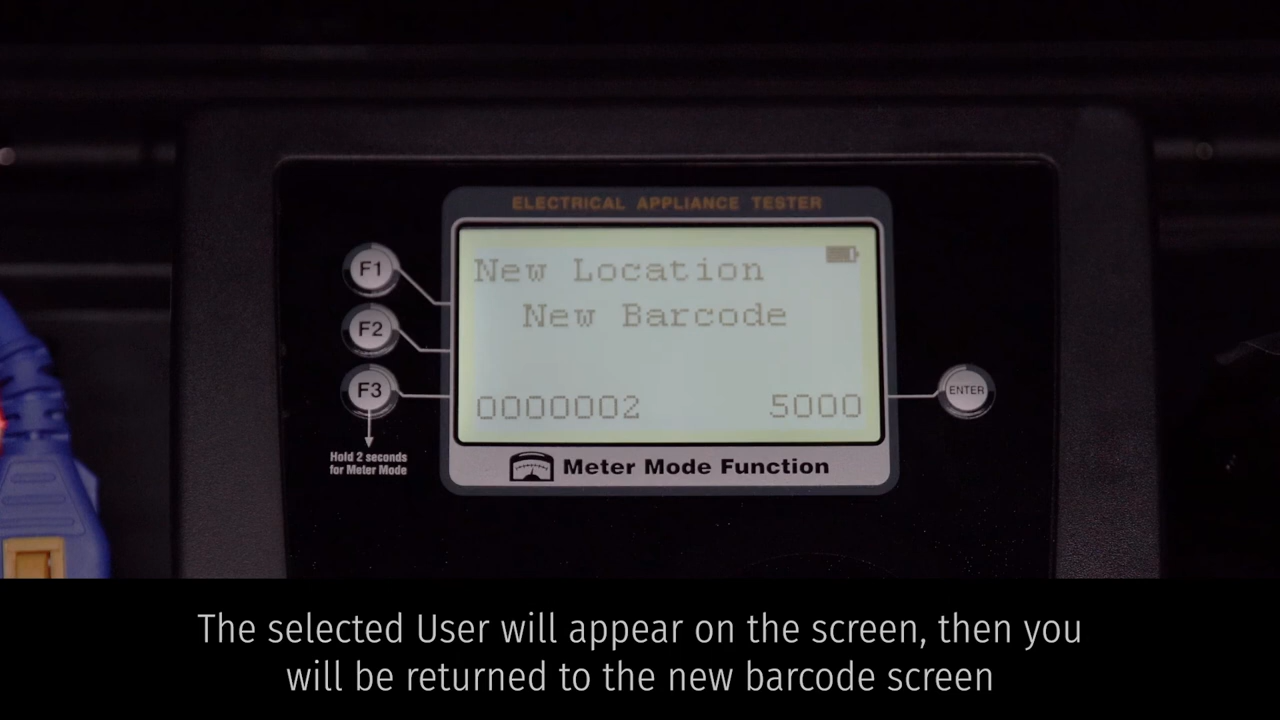 ELECTRICAL APPLIANCE TESTER
F1
New Location
New Barcode
F2
F3
0000002 5000
ENTER
Hold 2 seconds
for Meter Mode
Meter Mode Function
The selected User will appear on the screen, then you
will be returned to the new barcode screen